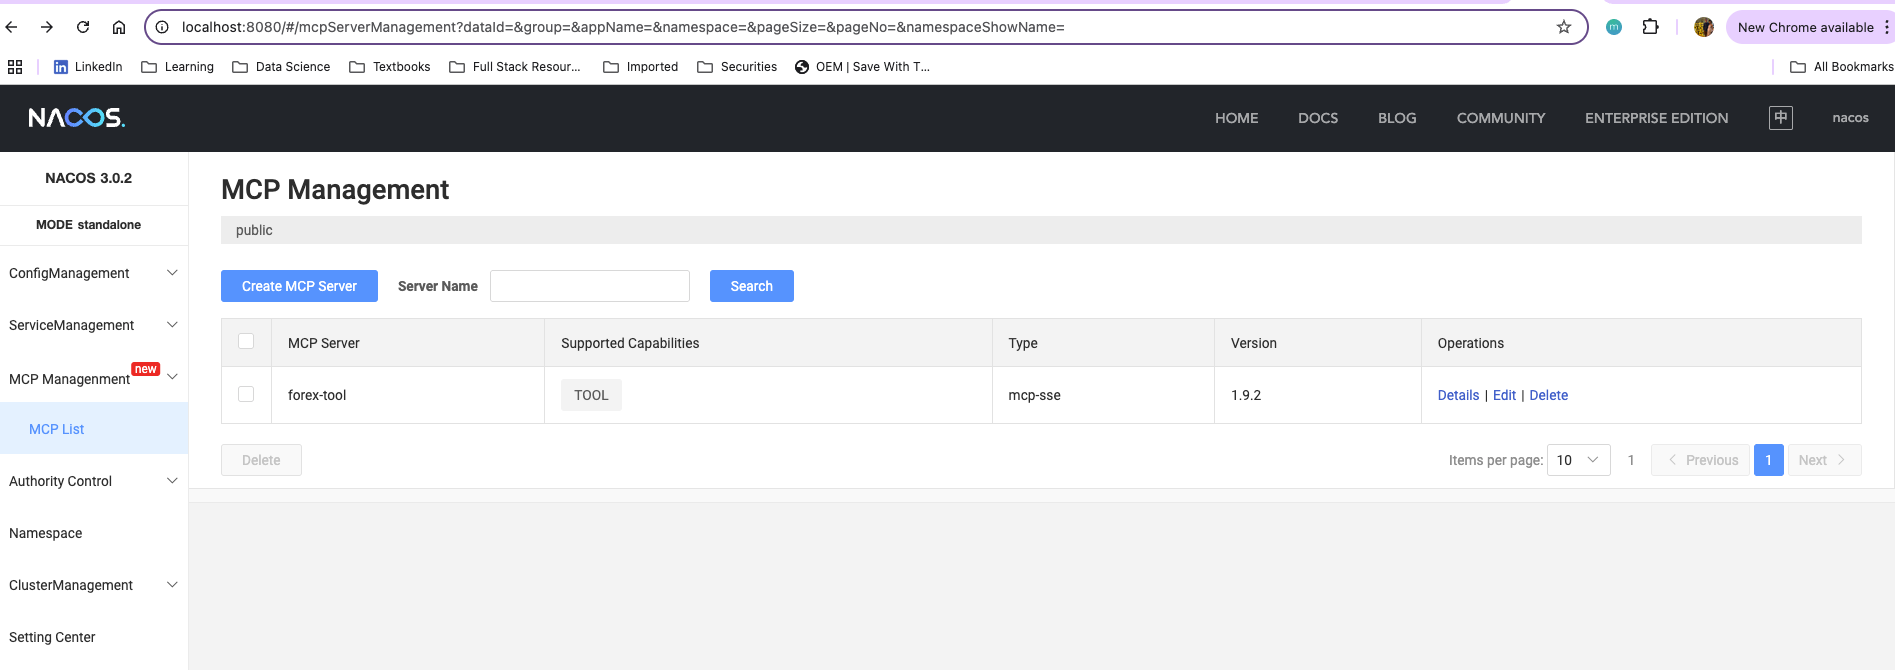 localhost:8080/#/mcpServerManagement?dataId=&group=&appName=&namespace=&pageSize=&pageNo=&namespaceShowName=
m
New Chrome available
LinkedIn Learning Data Science Textbooks Full Stack Resour... Imported Securities OEM | Save With T... All Bookmarks
NACOS. HOME DOCS BLOG COMMUNITY ENTERPRISE EDITION 中 nacos
NACOS 3.0.2
MODE standalone
ConfigManagement
ServiceManagement
MCP Managenment new
MCP List
Authority Control
Namespace
ClusterManagement
Setting Center
MCP Management
public
Create MCP Server Server Name Search
MCP Server Supported Capabilities Type Version Operations
forex-tool TOOL mcp-sse 1.9.2 Details | Edit | Delete
Delete Items per page: 10 1 Previous 1 Next